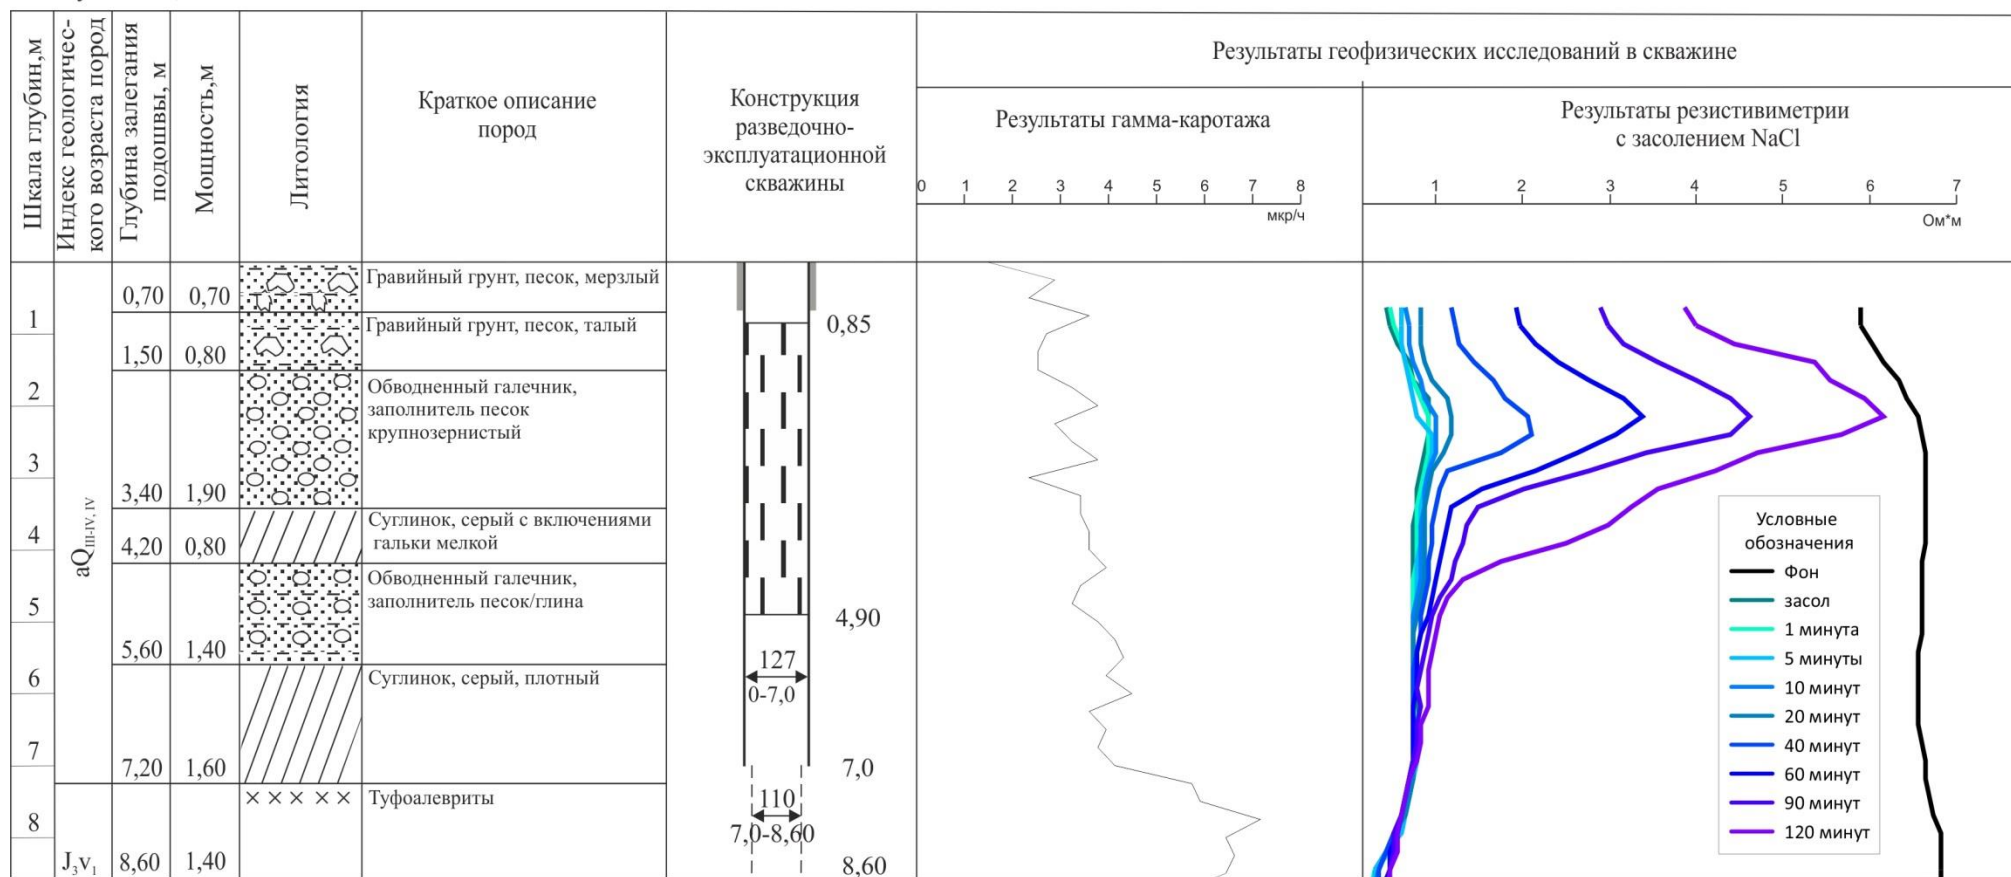 Шкала глубин,м
Индекс геологичес-
кого возраста пород
Глубина залегания
подошвы, м
Мощность,м
Литология
Краткое описание
пород
Конструкция
разведочно-
эксплуатационной
скважины
Результаты геофизических исследований в скважине
Результаты гамма-каротажа
0 1 2 3 4 5 6 7 8
мкр/ч
Результаты резистивиметрии
с засолением NaCl
1 2 3 4 5 6 7
Ом*м
1
2
3
4
5
6
7
8
aQIII-IV, IV
J3v1
0,70 0,70
Гравийный грунт, песок, мерзлый
1,50 0,80
Гравийный грунт, песок, талый
3,40 1,90
Обводненный галечник,
заполнитель песок
крупнозернистый
4,20 0,80
Суглинок, серый с включениями
гальки мелкой
5,60 1,40
Обводненный галечник,
заполнитель песок/глина
7,20 1,60
Суглинок, серый, плотный
8,60 1,40
Туфоалевриты
0,85
4,90
127
0-7,0
7,0
110
7,0-8,60
8,60
Условные
обозначения
Фон
засол
1 минута
5 минуты
10 минут
20 минут
40 минут
60 минут
90 минут
120 минут